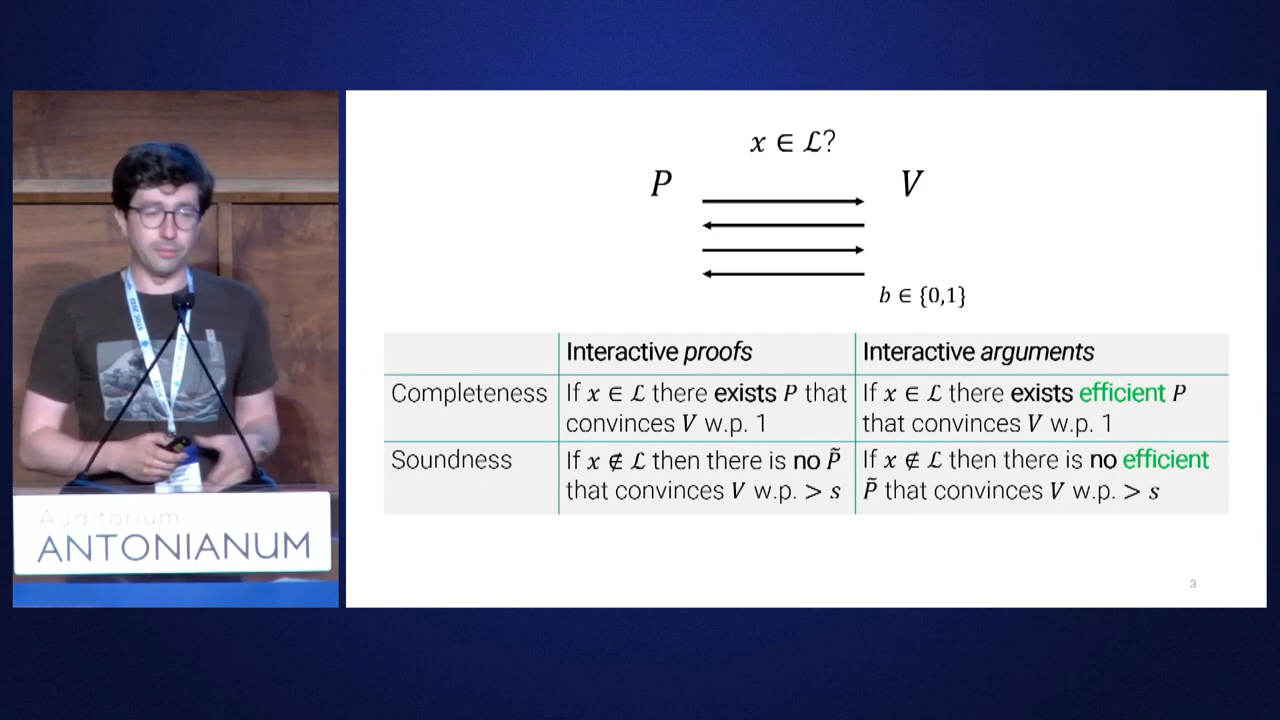 x ∈ ℒ?
P V
b ∈ {0,1}
Interactive proofs Interactive arguments
Completeness If x ∈ ℒ there exists P that If x ∈ ℒ there exists efficient P
convinces V w.p. 1 that convinces V w.p. 1
Soundness If x ∉ ℒ then there is no P̃ If x ∉ ℒ then there is no efficient
that convinces V w.p. > s P̃ that convinces V w.p. > s
3
Auditorium
ANTONIANUM